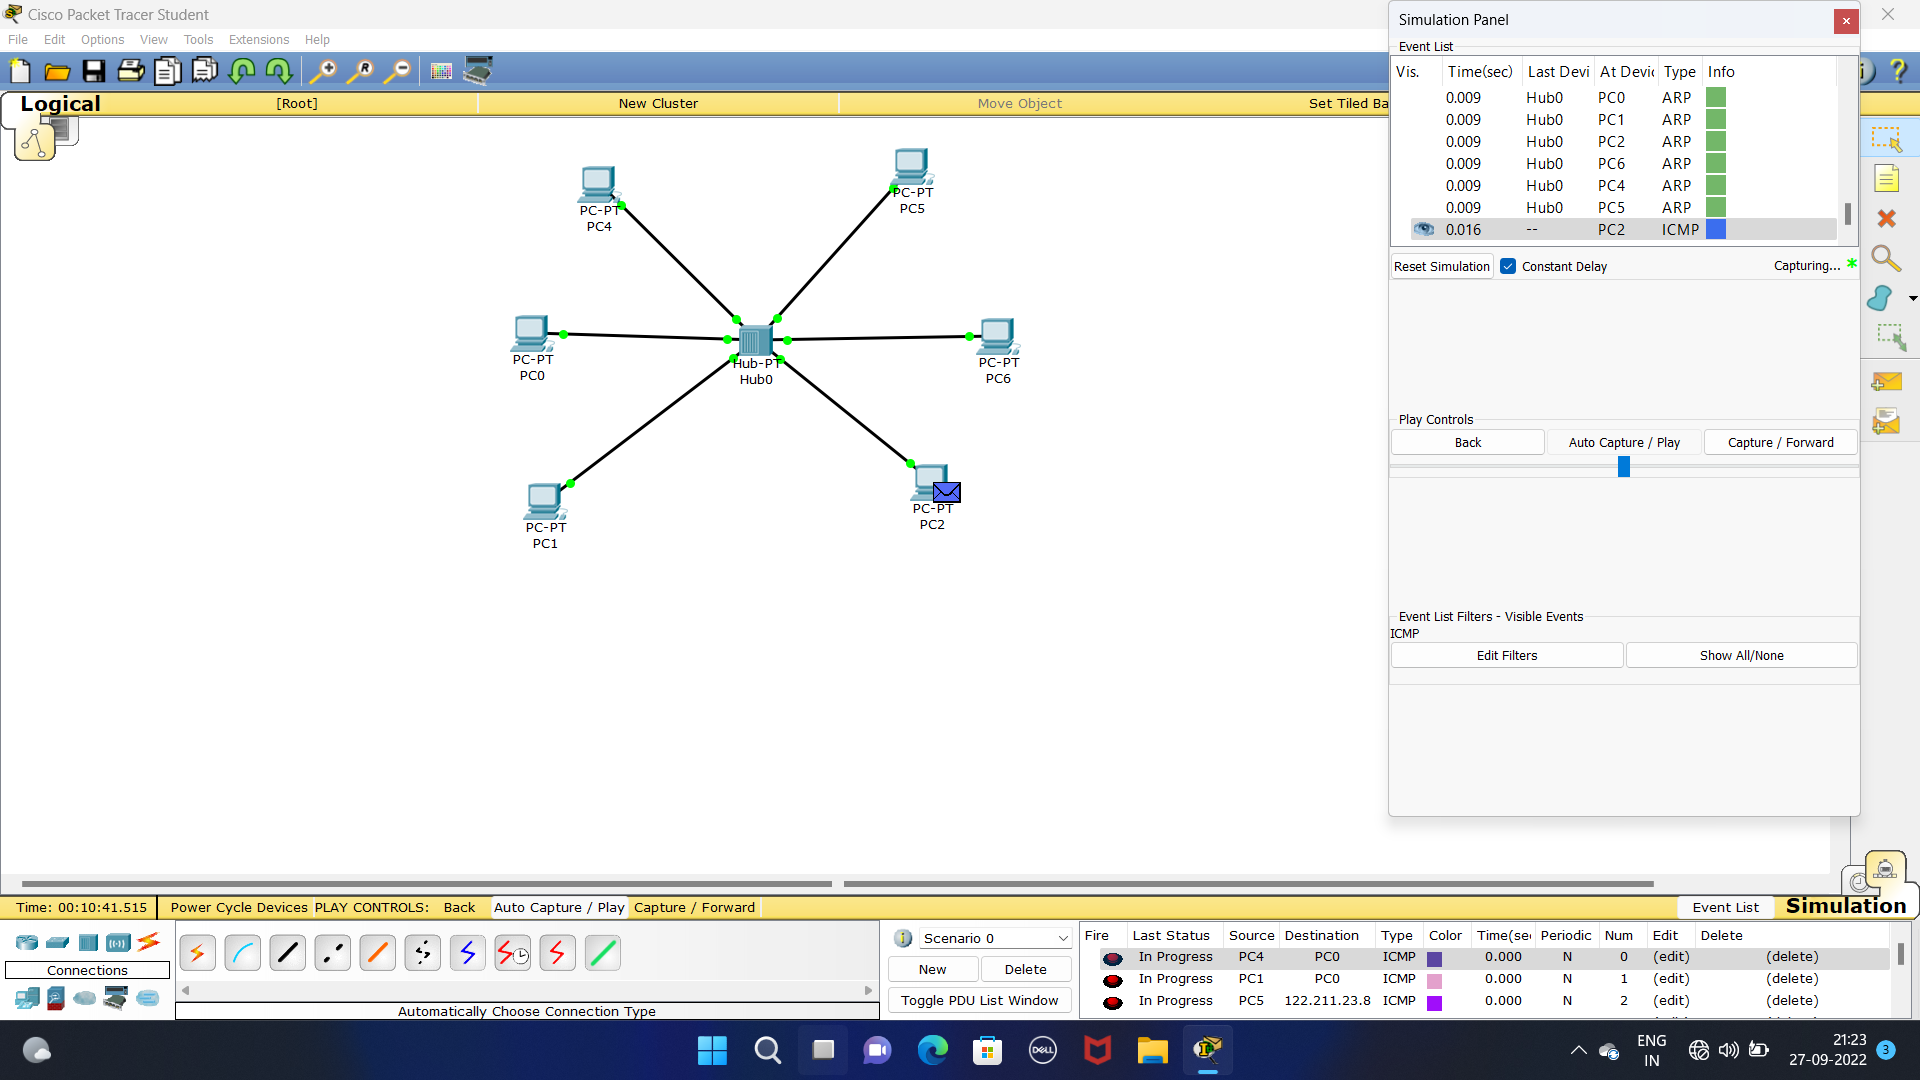 Cisco Packet Tracer Student
File Edit Options View Tools Extensions Help
Logical [Root] New Cluster Move Object Set Tiled Ba
PC-PT
PC4
PC-PT
PC5
PC-PT
PC0
Hub-PT
Hub0
PC-PT
PC6
PC-PT
PC1
PC-PT
PC2
Simulation Panel
Event List
Vis. Time(sec) Last Devi At Devic Type Info
0.009 Hub0 PC0 ARP
0.009 Hub0 PC1 ARP
0.009 Hub0 PC2 ARP
0.009 Hub0 PC6 ARP
0.009 Hub0 PC4 ARP
0.009 Hub0 PC5 ARP
0.016 -- PC2 ICMP
Reset Simulation Constant Delay Capturing... *
Play Controls
Back Auto Capture / Play Capture / Forward
Event List Filters - Visible Events
ICMP
Edit Filters Show All/None
Time: 00:10:41.515 Power Cycle Devices PLAY CONTROLS: Back Auto Capture / Play Capture / Forward Event List Simulation
Connections
Automatically Choose Connection Type
Scenario 0
New Delete
Toggle PDU List Window
Fire Last Status Source Destination Type Color Time(sec Periodic Num Edit Delete
In Progress PC4 PC0 ICMP 0.000 N 0 (edit) (delete)
In Progress PC1 PC0 ICMP 0.000 N 1 (edit) (delete)
In Progress PC5 122.211.23.8 ICMP 0.000 N 2 (edit) (delete)
DELL
ENG
IN
21:23
27-09-2022
3